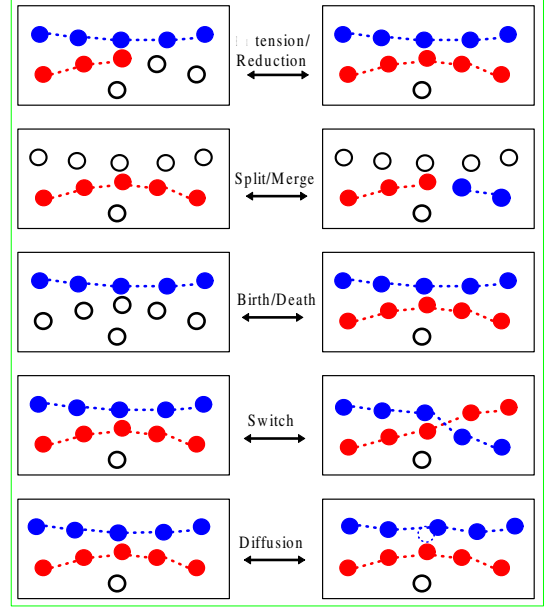 tension/
Reduction
Split/Merge
Birth/Death
Switch
Diffusion